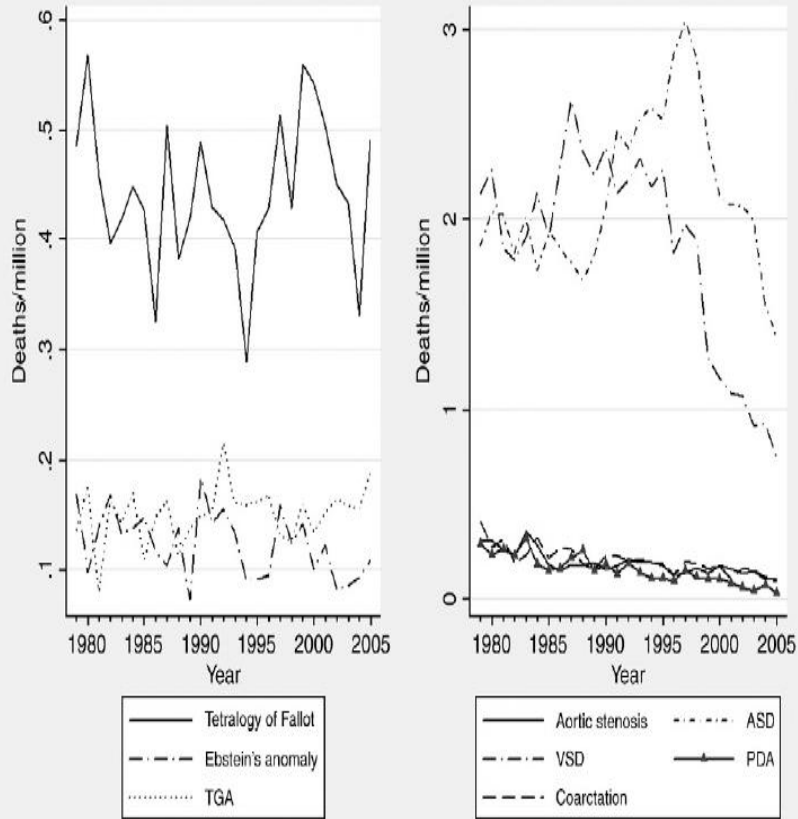 .6
.5
.4
.3
.2
.1
Deaths/million
1980 1985 1990 1995 2000 2005
Year
Tetralogy of Fallot
Ebstein's anomaly
TGA
3
2
1
0
Deaths/million
1980 1985 1990 1995 2000 2005
Year
Aortic stenosis ASD
VSD PDA
Coarctation